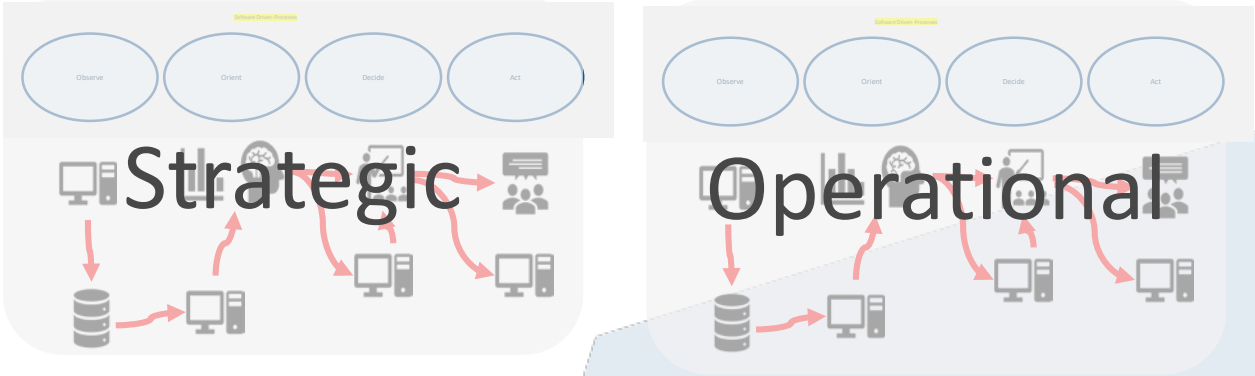 Software Driven Processes
Observe
Orient
Decide
Act
Strategic
Software Driven Processes
Observe
Orient
Decide
Act
Operational